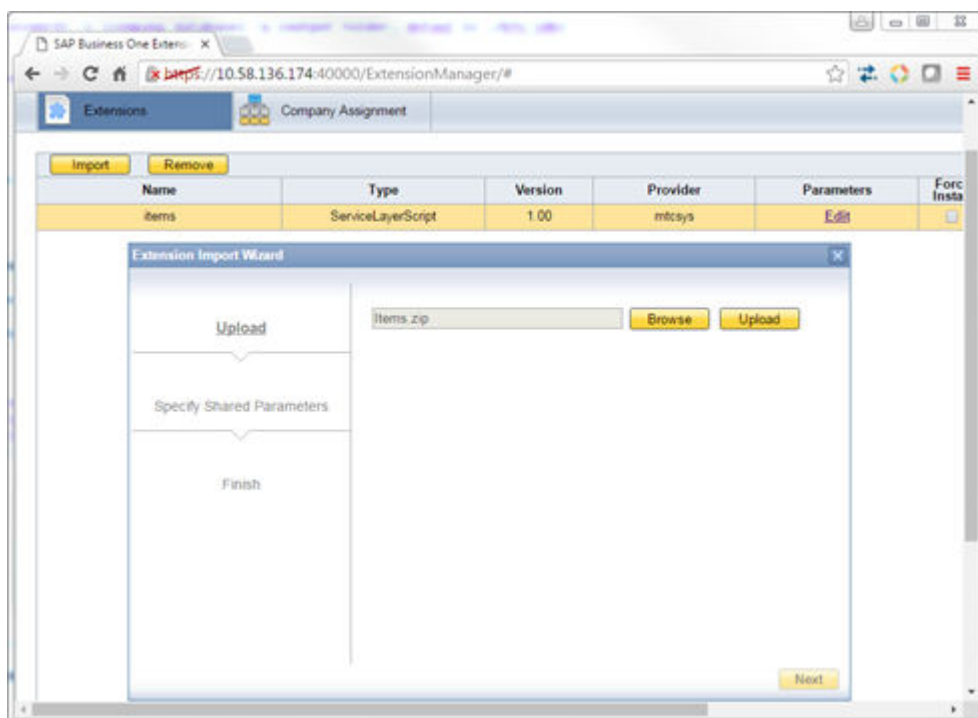 SAP Business One Extens
https://10.58.136.174:40000/ExtensionManager/#
Extensions Company Assignment
Import Remove
Name Type Version Provider Parameters Forc Insta
items ServiceLayerScript 1.00 mtcsys Edit
Extension Import Wizard
Upload Items.zip Browse Upload
Specify Shared Parameters
Finish
Next